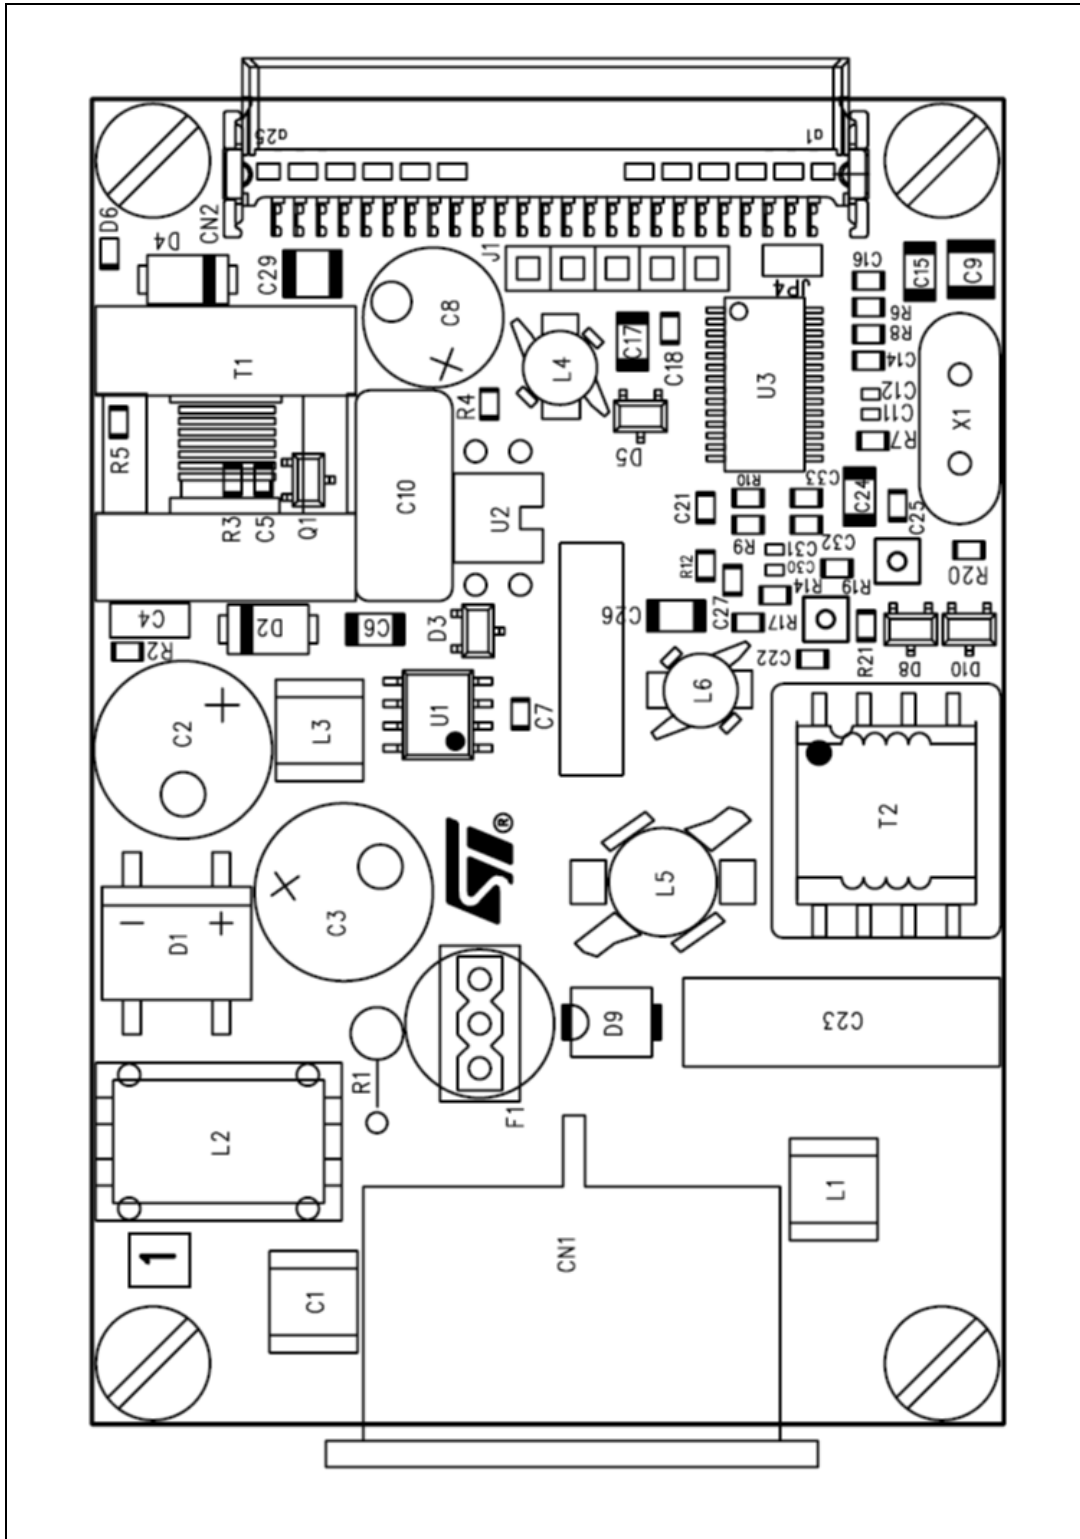 a25
a1
D6
D4
CN2
C29
J1
C8
JP4
C16
C15
C9
R6
R8
C14
C12
C11
R7
X1
T1
L4
C17
C18
U3
R4
D5
R5
R3
C5
Q1
C10
U2
C21
R10
C33
C24
C25
R9
C31
C32
R12
C30
R14
R19
R20
C27
R17
C26
C4
D2
C6
D3
R2
C22
R21
D8
D10
L6
C2
L3
U1
C7
T2
®
ST
L5
C3
D1
- +
D9
C23
R1
F1
L2
L1
CN1
1
C1